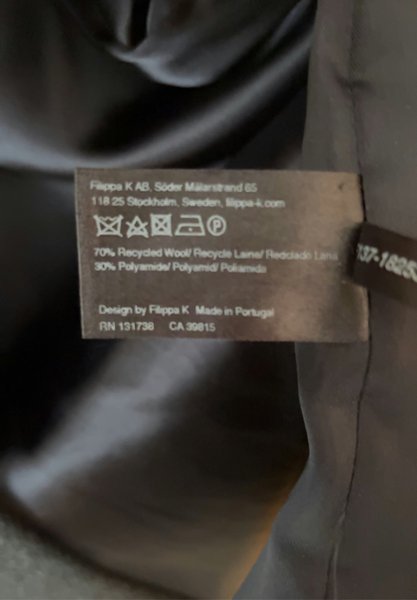 Filippa K AB, Söder Mälarstrand 65
118 25 Stockholm, Sweden, filippa-k.com
70% Recycled Wool/ Recycle Laine/ Reciclado Lana
30% Polyamide/ Polyamid/ Poliamida
Design by Filippa K Made in Portugal
RN 131738 CA 39815